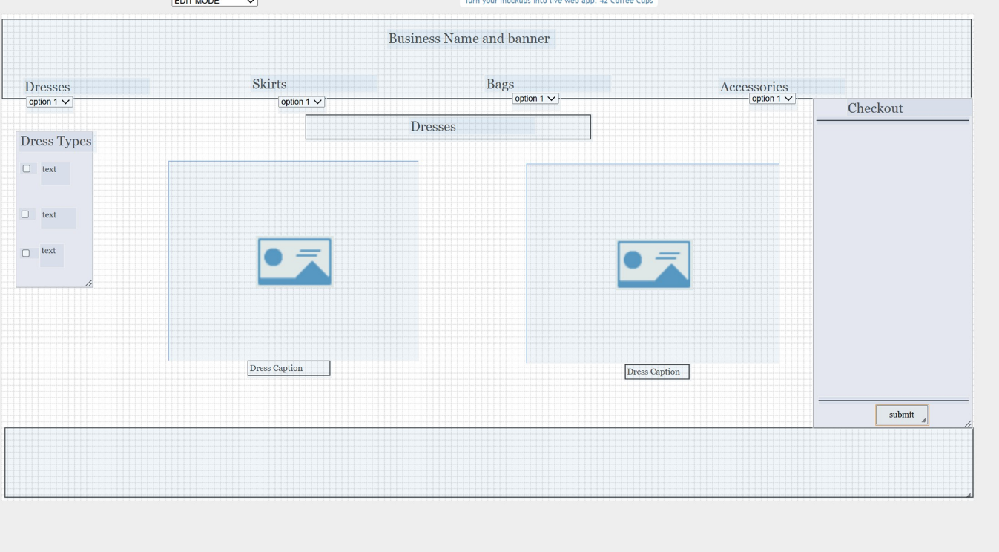 EDIT MODE
Turn your mockups into live web app. 42 Coffee Cups
Business Name and banner
Dresses
Skirts
Bags
Accessories
option 1
option 1
option 1
option 1
Checkout
Dresses
Dress Types
text
text
text
Dress Caption
Dress Caption
submit